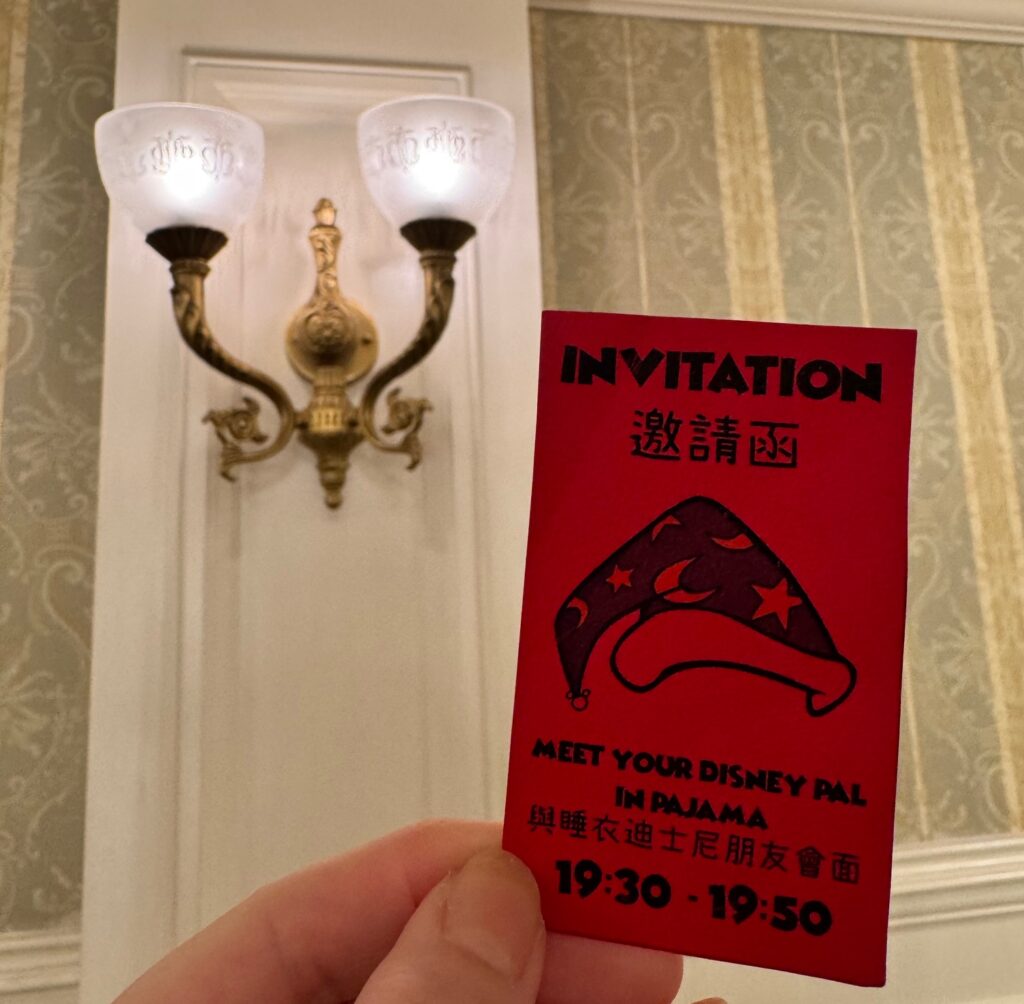 INVITATION
邀請函
MEET YOUR DISNEY PAL
IN PAJAMA
與睡衣迪士尼朋友會面
19:30 - 19:50